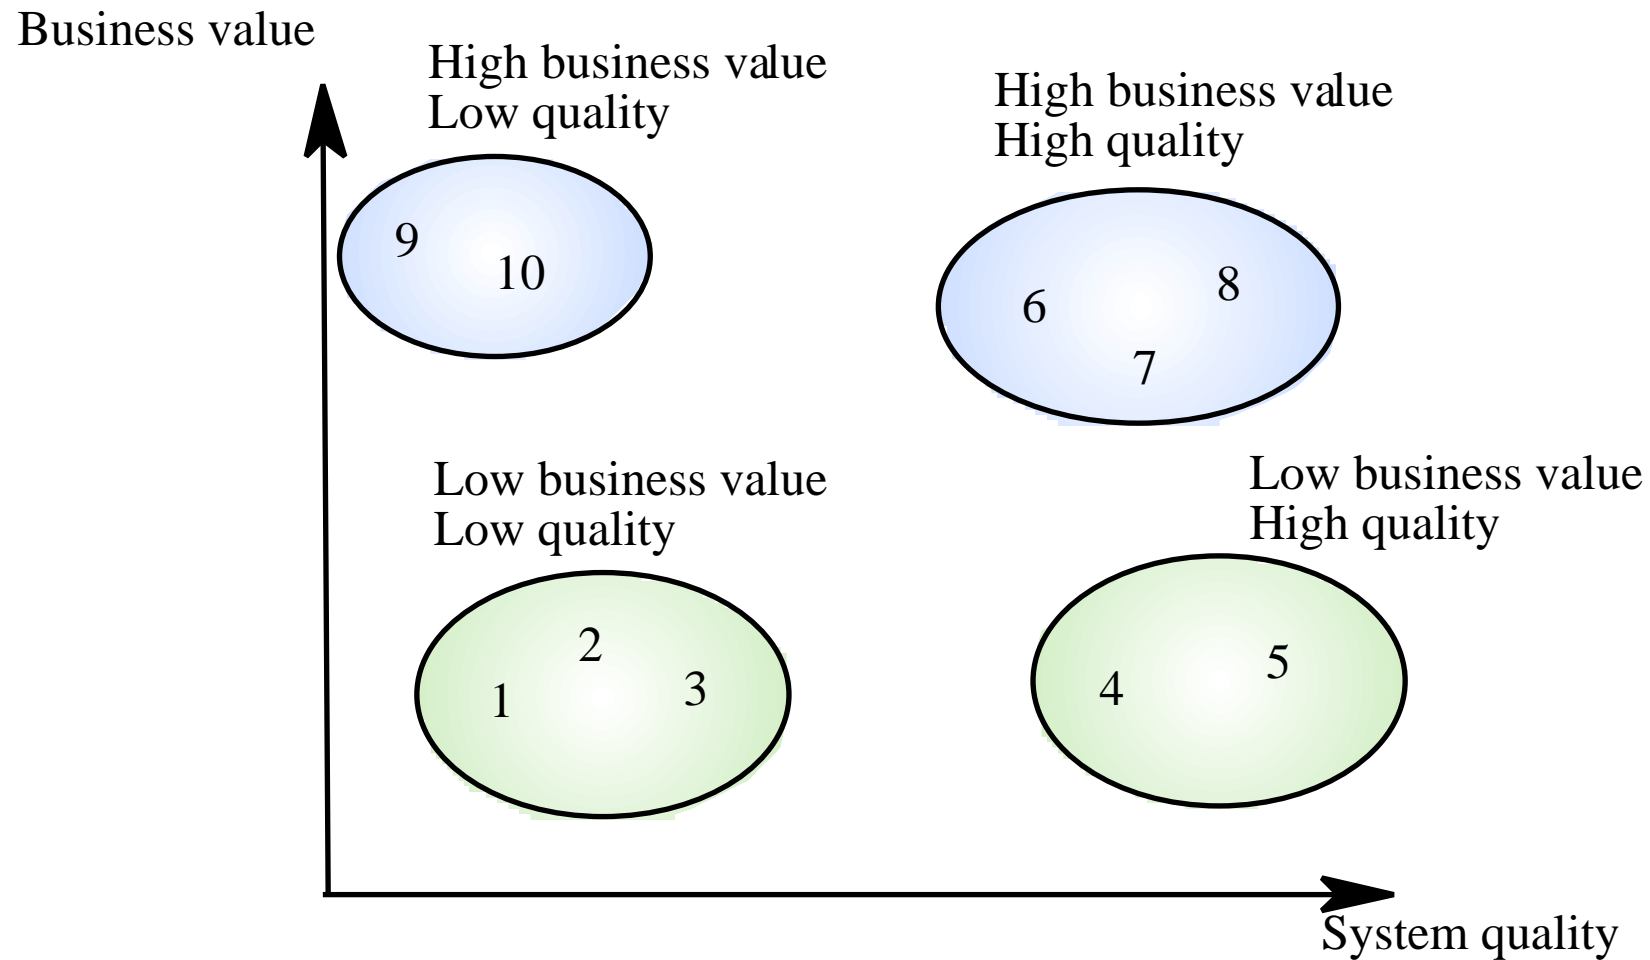 Business value
High business value
Low quality
High business value
High quality
9
10
8
6
7
Low business value
Low quality
Low business value
High quality
2
1
3
5
4
System quality